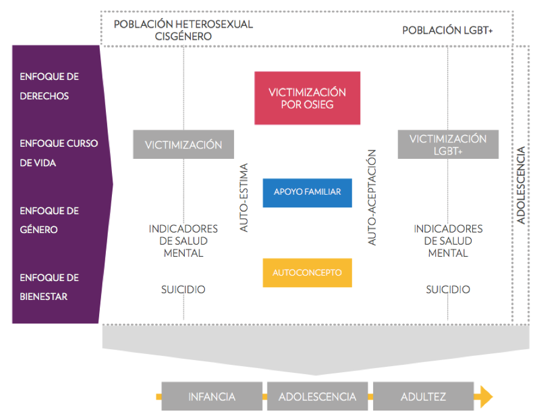 POBLACIÓN HETEROSEXUAL
CISGÉNERO
POBLACIÓN LGBT+
ENFOQUE DE
DERECHOS
ENFOQUE CURSO
DE VIDA
ENFOQUE DE
GÉNERO
ENFOQUE DE
BIENESTAR
VICTIMIZACIÓN
INDICADORES
DE SALUD
MENTAL
SUICIDIO
AUTO-ESTIMA
VICTIMIZACIÓN
POR OSIEG
APOYO FAMILIAR
AUTOCONCEPTO
AUTO-ACEPTACIÓN
VICTIMIZACIÓN
LGBT+
INDICADORES
DE SALUD
MENTAL
SUICIDIO
ADOLESCENCIA
INFANCIA
ADOLESCENCIA
ADULTEZ